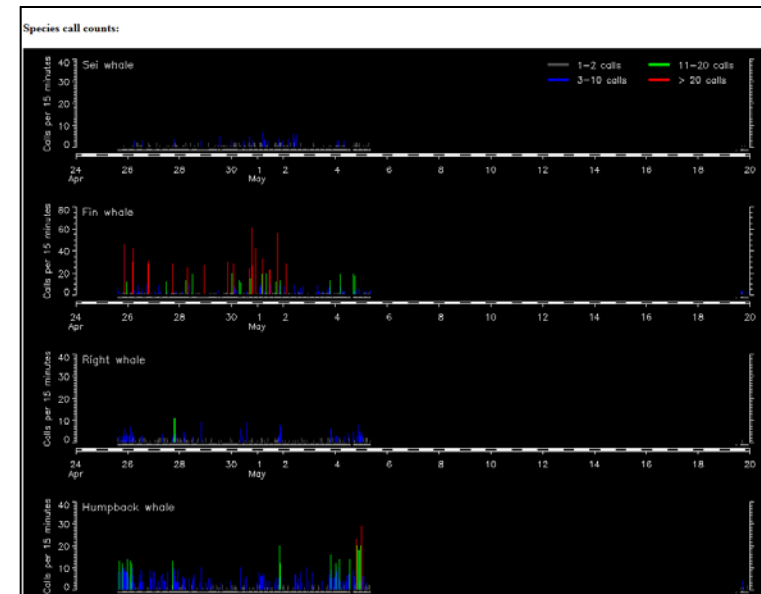 Species call counts:
Sei whale
1-2 calls 11-20 calls
3-10 calls > 20 calls
Calls per 15 minutes
40
30
20
10
0
24 26 28 30 1 2 4 6 8 10 12 14 16 18 20
Apr May
Fin whale
Calls per 15 minutes
80
60
40
20
0
24 26 28 30 1 2 4 6 8 10 12 14 16 18 20
Apr May
Right whale
Calls per 15 minutes
40
30
20
10
0
24 26 28 30 1 2 4 6 8 10 12 14 16 18 20
Apr May
Humpback whale
Calls per 15 minutes
40
30
20
10
0